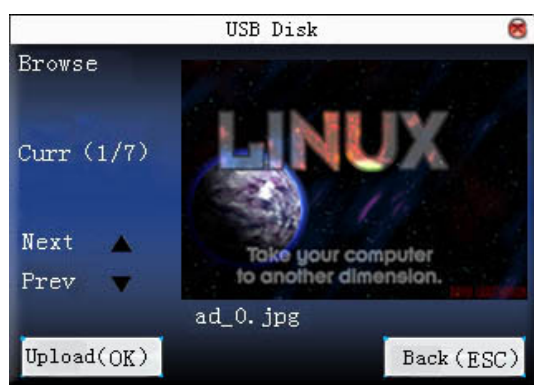 USB Disk
Browse
LINUX
Curr (1/7)
Next
Take your computer
to another dimension.
Prev
ad_0.jpg
Upload(OK)
Back(ESC)